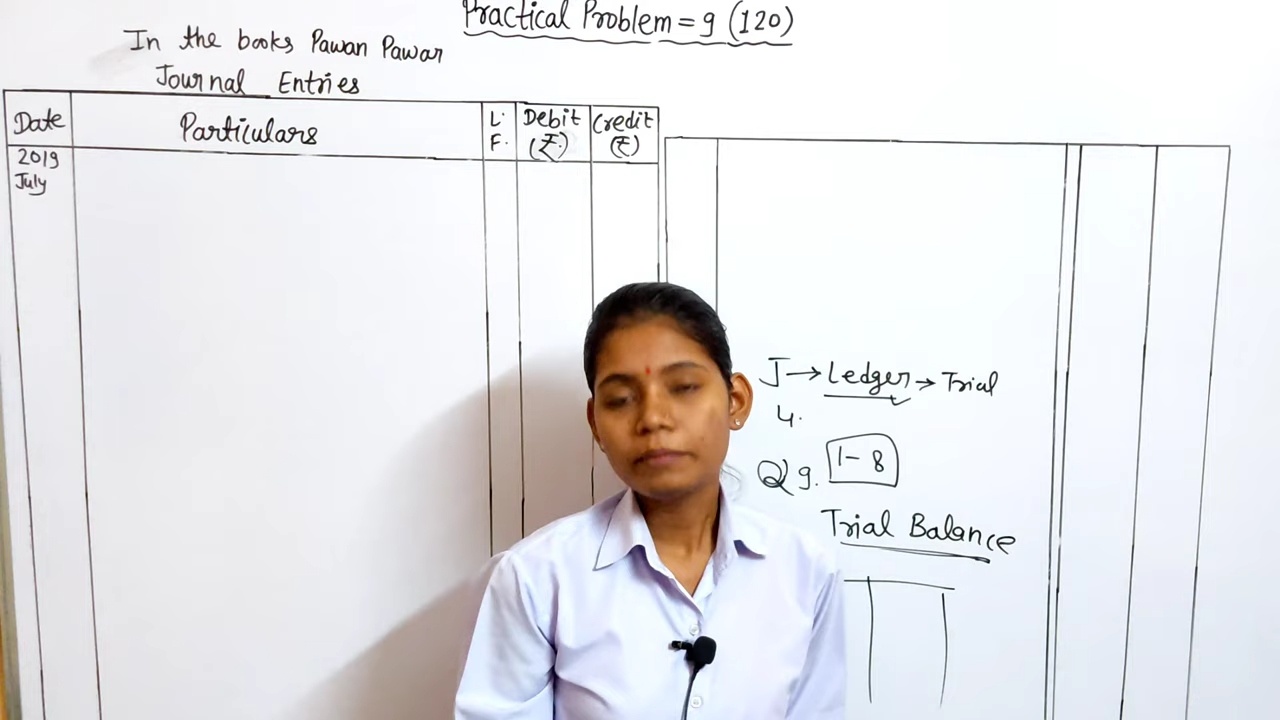 Practical Problem = 9 (120)
In the books Pawan Pawar
Journal Entries
Date Particulars L. F. Debit (₹) Credit (₹)
2019
July
J → Ledger → Trial
4.
Q 9. 1-8
Trial Balance